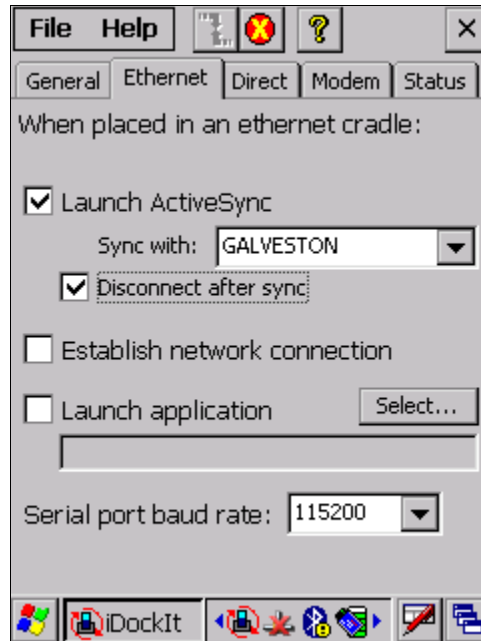 File Help
General Ethernet Direct Modem Status
When placed in an ethernet cradle:
Launch ActiveSync
Sync with: GALVESTON
Disconnect after sync
Establish network connection
Launch application Select...
Serial port baud rate: 115200
iDockIt